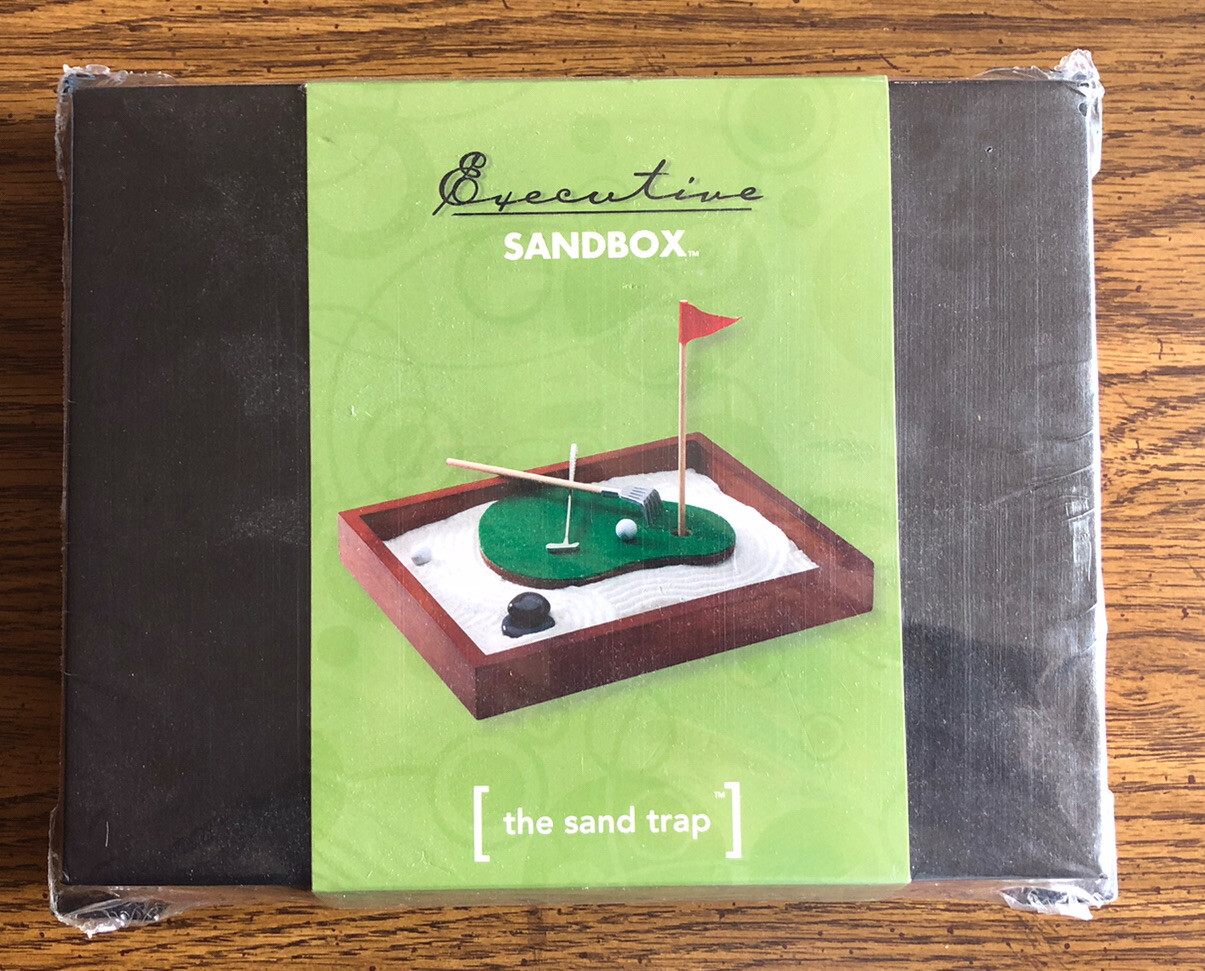 Executive
SANDBOX™
[ the sand trap™ ]